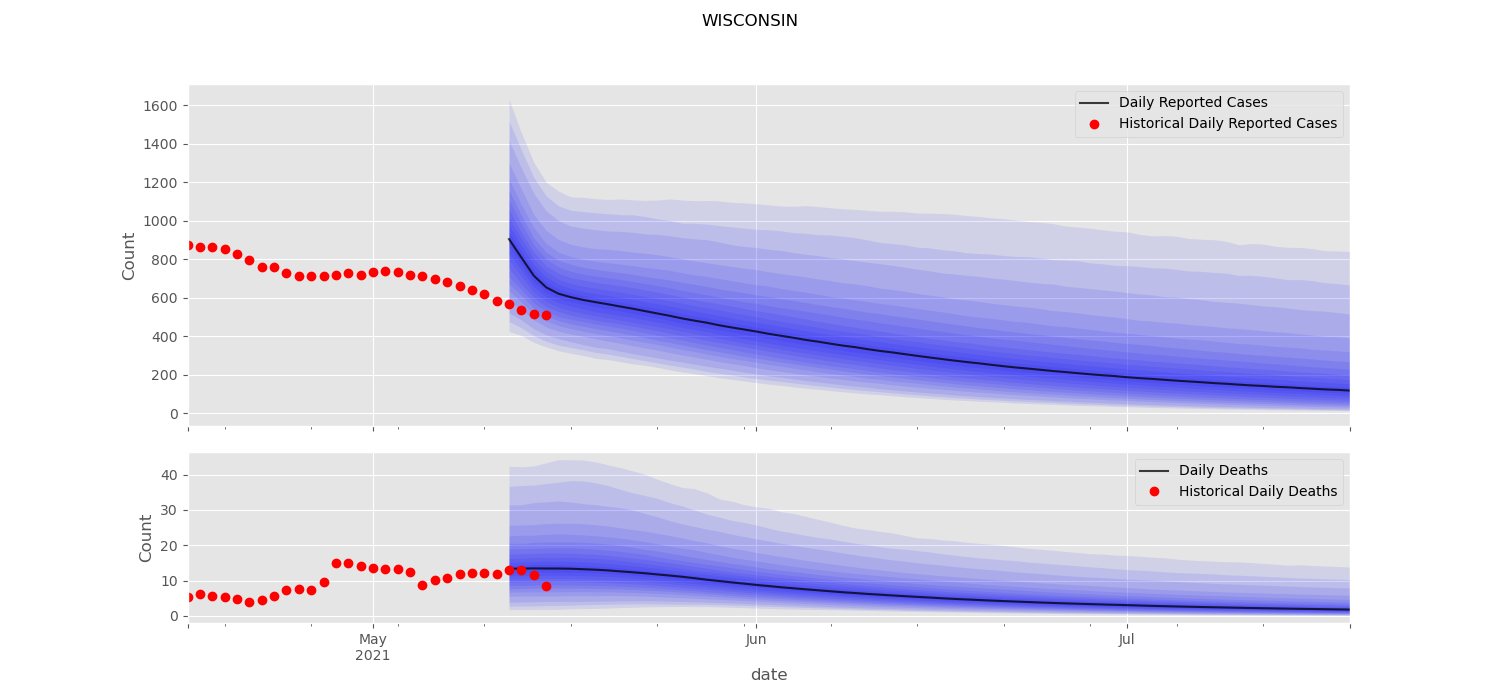 WISCONSIN
1600
1400
1200
1000
800
600
400
200
0
Count
Daily Reported Cases
Historical Daily Reported Cases
40
30
20
10
0
Count
Daily Deaths
Historical Daily Deaths
May
2021
Jun
Jul
date